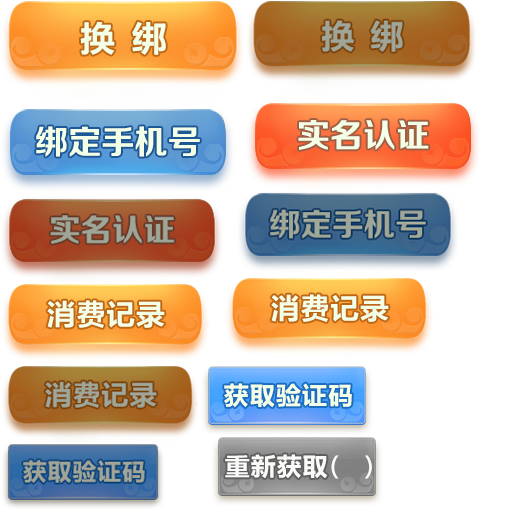 换 绑
换 绑
绑定手机号
实名认证
实名认证
绑定手机号
消费记录
消费记录
消费记录
获取验证码
获取验证码
重新获取( )